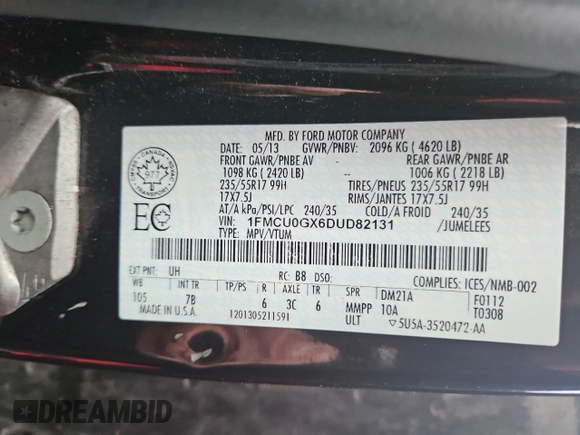 MFD. BY FORD MOTOR COMPANY
DATE: 05/13 GVWR/PNBV: 2096 KG ( 4620 LB)
FRONT GAWR/PNBE AV REAR GAWR/PNBE AR
1098 KG ( 2420 LB) 1006 KG ( 2218 LB)
235/55R17 99H TIRES/PNEUS 235/55R17 99H
17X7.5J RIMS/JANTES 17X7.5J
AT/A kPa/PSI/LPC 240/35 COLD/A FROID 240/35
VIN: 1FMCU0GX6DUD82131 /JUMELEES
TYPE: MPV/VTUM
CANADA
977
TRANSPORT
EC
EXT PNT: UH RC: B8 DSO: COMPLIES: ICES/NMB-002
WB INT TR TP/PS R AXLE TR SPR DM21A F0112
105 7B 6 3C 6 MMPP 10A T0308
MADE IN U.S.A. 1201305211591 ULT ▽5U5A-3520472-AA
DREAMBID